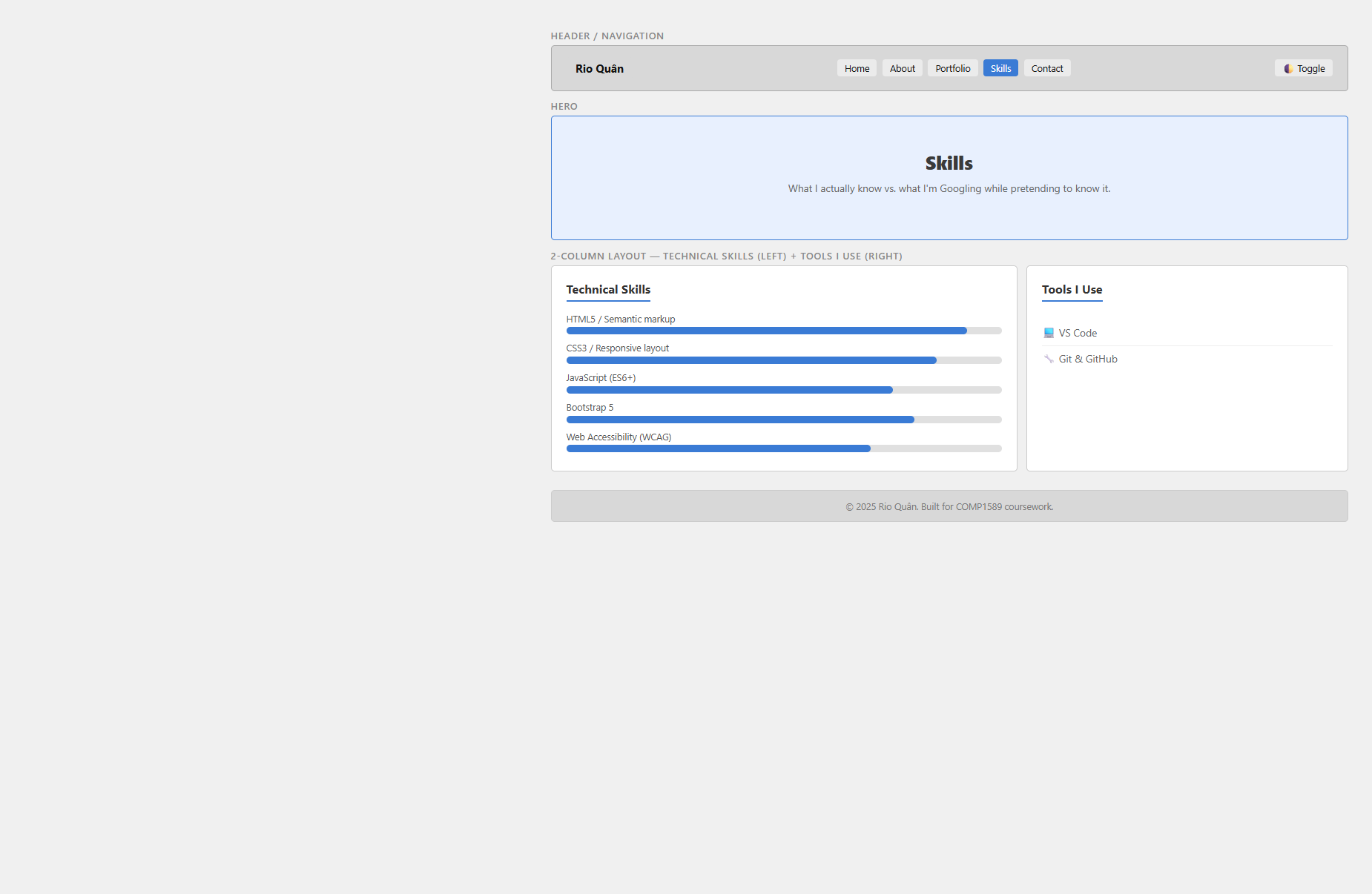 HEADER / NAVIGATION
Rio Quân
Home
About
Portfolio
Skills
Contact
Toggle
HERO
Skills
What I actually know vs. what I'm Googling while pretending to know it.
2-COLUMN LAYOUT — TECHNICAL SKILLS (LEFT) + TOOLS I USE (RIGHT)
Technical Skills
HTML5 / Semantic markup
CSS3 / Responsive layout
JavaScript (ES6+)
Bootstrap 5
Web Accessibility (WCAG)
Tools I Use
VS Code
Git & GitHub
© 2025 Rio Quân. Built for COMP1589 coursework.